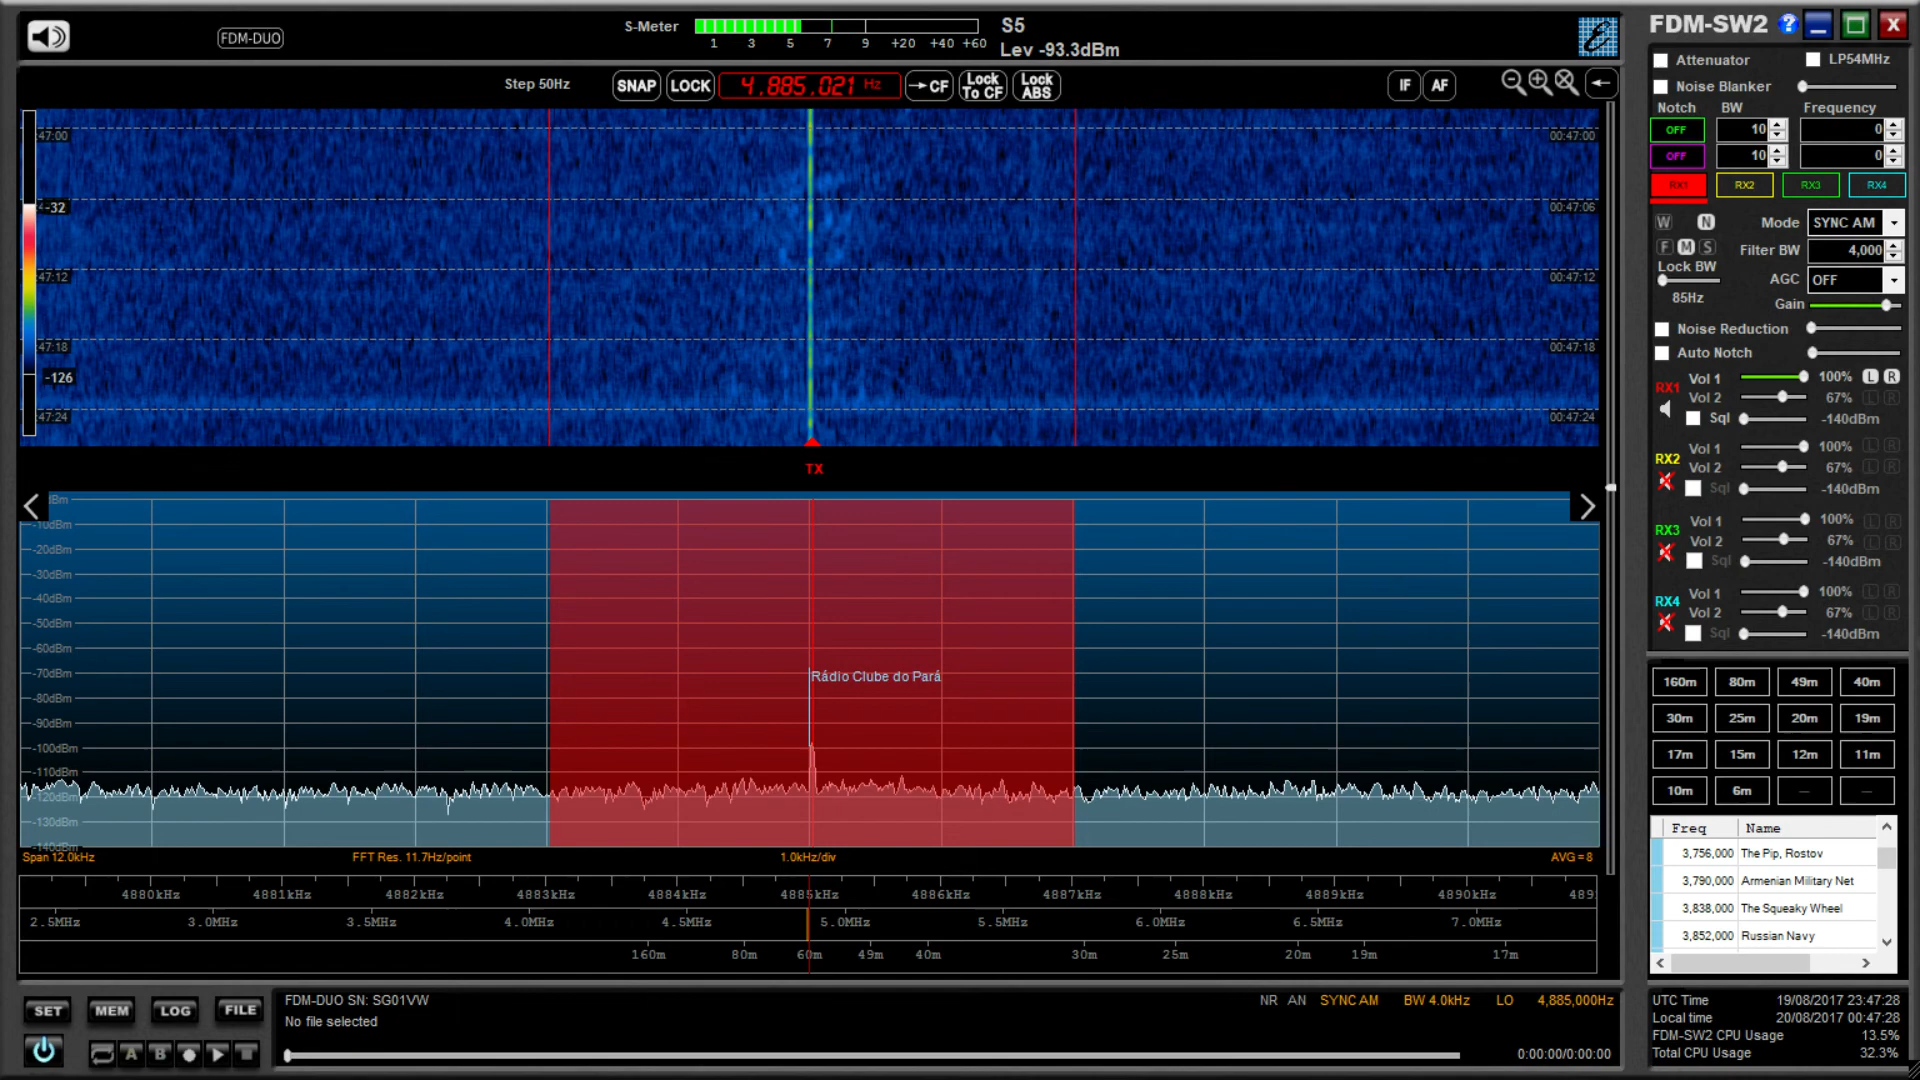 FDM-DUO
S-Meter
1 3 5 7 9 +20 +40 +60
S5
Lev -93.3dBm
FDM-SW2 ?
Step 50Hz
SNAP LOCK 4.885.021 Hz →CF Lock To CF Lock ABS IF AF
47:00 00:47:00
-32 00:47:06
47:12 00:47:12
47:18 00:47:18
-126
47:24 00:47:24
TX
dBm
-10dBm
-20dBm
-30dBm
-40dBm
-50dBm
-60dBm
-70dBm
Rádio Clube do Pará
-80dBm
-90dBm
-100dBm
-110dBm
-120dBm
-130dBm
-140dBm
Span 12.0kHz FFT Res. 11.7Hz/point 1.0kHz/div AVG = 8
4880kHz 4881kHz 4882kHz 4883kHz 4884kHz 4885kHz 4886kHz 4887kHz 4888kHz 4889kHz 4890kHz 489
2.5MHz 3.0MHz 3.5MHz 4.0MHz 4.5MHz 5.0MHz 5.5MHz 6.0MHz 6.5MHz 7.0MHz
160m 80m 60m 49m 40m 30m 25m 20m 19m 17m
SET MEM LOG FILE
A B
FDM-DUO SN: SG01VW
No file selected
NR AN SYNC AM BW 4.0kHz LO 4,885,000Hz
0:00:00/0:00:00
Attenuator LP54MHz
Noise Blanker
Notch BW Frequency
OFF 10 0
OFF 10 0
RX1 RX2 RX3 RX4
W N Mode SYNC AM
F M S Filter BW 4,000
Lock BW AGC OFF
85Hz Gain
Noise Reduction
Auto Notch
RX1 Vol 1 100% L R
Vol 2 67% L R
Sql -140dBm
RX2 Vol 1 100% L R
Vol 2 67% L R
Sql -140dBm
RX3 Vol 1 100% L R
Vol 2 67% L R
Sql -140dBm
RX4 Vol 1 100% L R
Vol 2 67% L R
Sql -140dBm
160m 80m 49m 40m
30m 25m 20m 19m
17m 15m 12m 11m
10m 6m — —
Freq Name
3,756,000 The Pip, Rostov
3,790,000 Armenian Military Net
3,838,000 The Squeaky Wheel
3,852,000 Russian Navy
UTC Time 19/08/2017 23:47:28
Local time 20/08/2017 00:47:28
FDM-SW2 CPU Usage 13.5%
Total CPU Usage 32.3%